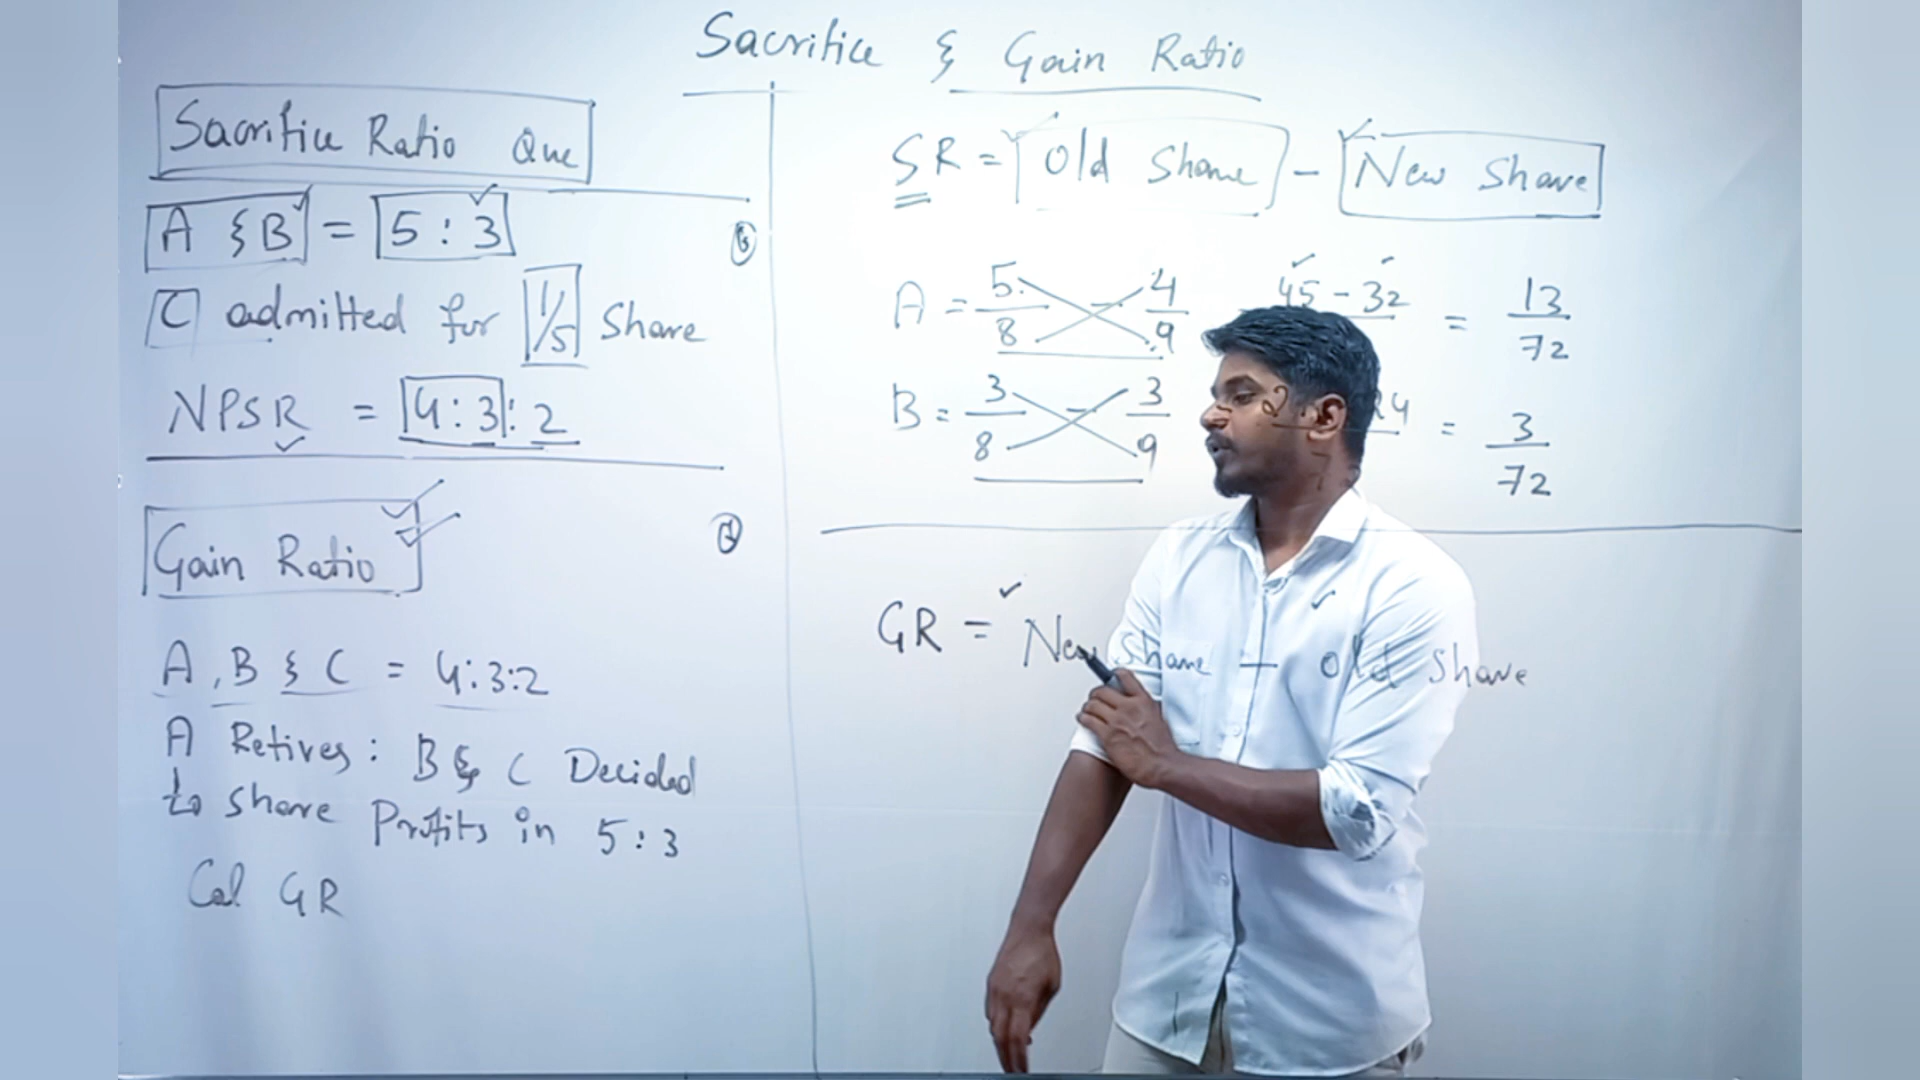 Sacrifice & Gain Ratio
Sacrifice Ratio Que
A & B = 5 : 3
C admitted for 1/5 Share
NPSR = 4:3:2
Gain Ratio
A, B & C = 4:3:2
A Retires: B & C Decided
to share Profits in 5:3
Cal GR
SR = Old Share - New Share
A = 5/8 - 4/9 45 - 32 = 13/72
B = 3/8 - 3/9 24 = 3/72
GR = New Share - Old Share